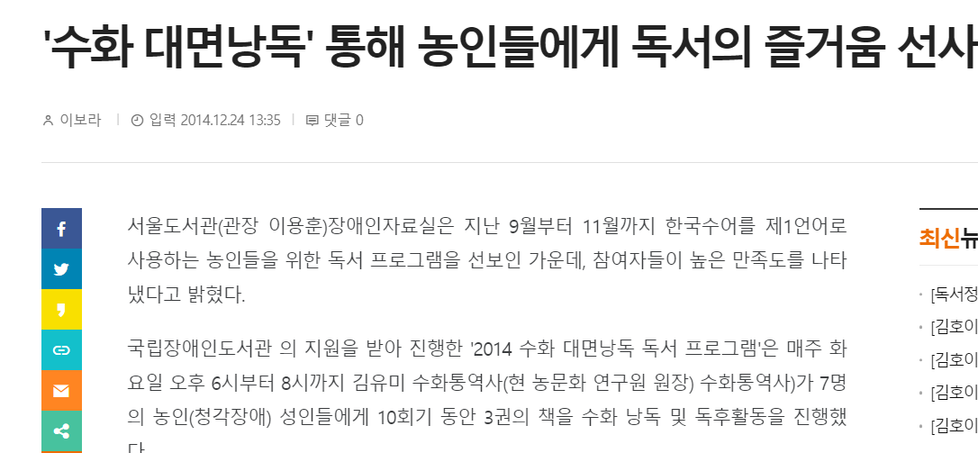 '수화 대면낭독' 통해 농인들에게 독서의 즐거움 선사
이보라 | 입력 2014.12.24 13:35 | 댓글 0
서울도서관(관장 이용훈)장애인자료실은 지난 9월부터 11월까지 한국수어를 제1언어로
사용하는 농인들을 위한 독서 프로그램을 선보인 가운데, 참여자들이 높은 만족도를 나타
냈다고 밝혔다.
국립장애인도서관 의 지원을 받아 진행한 '2014 수화 대면낭독 독서 프로그램'은 매주 화
요일 오후 6시부터 8시까지 김유미 수화통역사(현 농문화 연구원 원장) 수화통역사)가 7명
의 농인(청각장애) 성인들에게 10회기 동안 3권의 책을 수화 낭독 및 독후활동을 진행했
다
최신뉴
[독서정
[김호이
[김호이
[김호이
[김호이